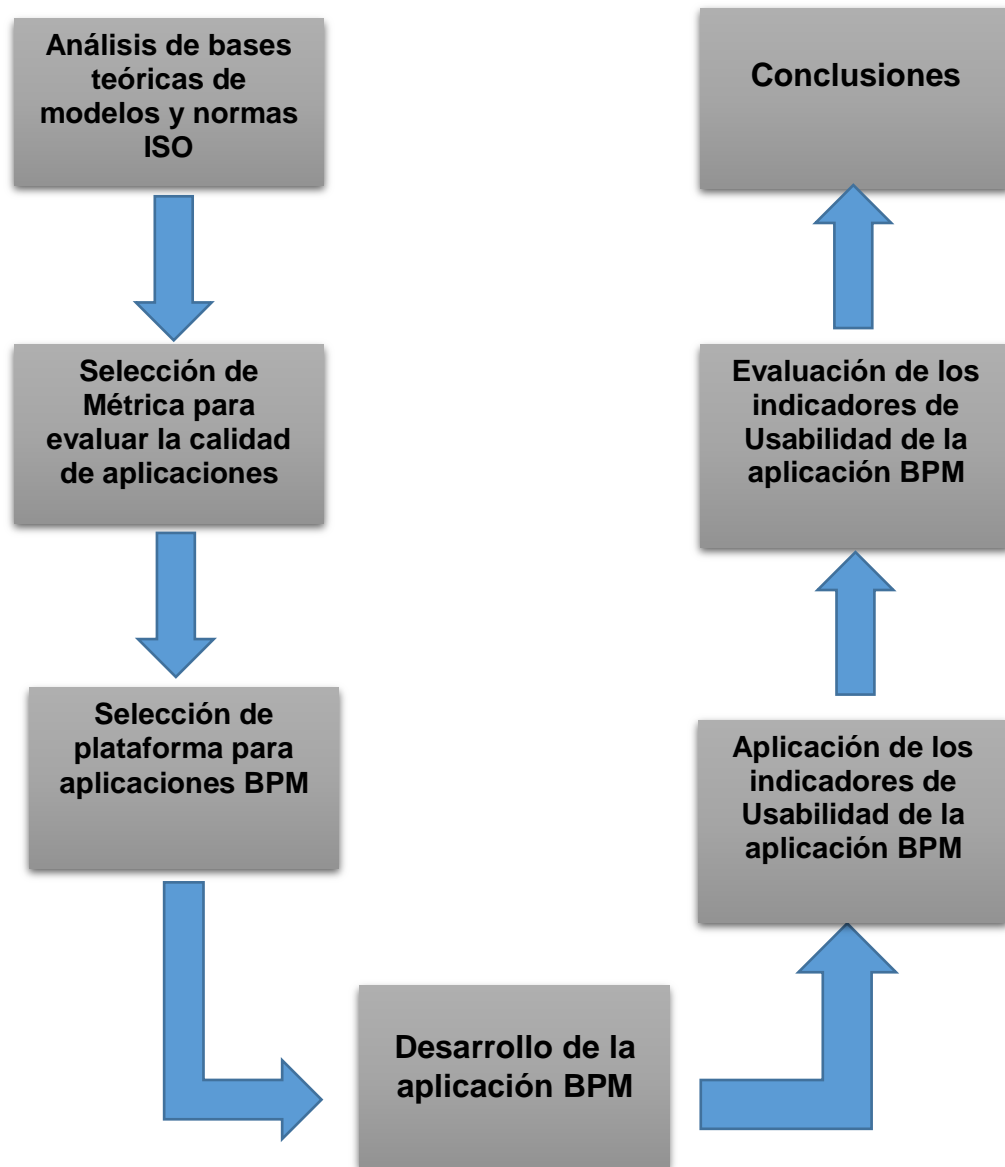 Análisis de bases
teóricas de
modelos y normas
ISO
Selección de
Métrica para
evaluar la calidad
de aplicaciones
Selección de
plataforma para
aplicaciones BPM
Desarrollo de la
aplicación BPM
Aplicación de los
indicadores de
Usabilidad de la
aplicación BPM
Evaluación de los
indicadores de
Usabilidad de la
aplicación BPM
Conclusiones